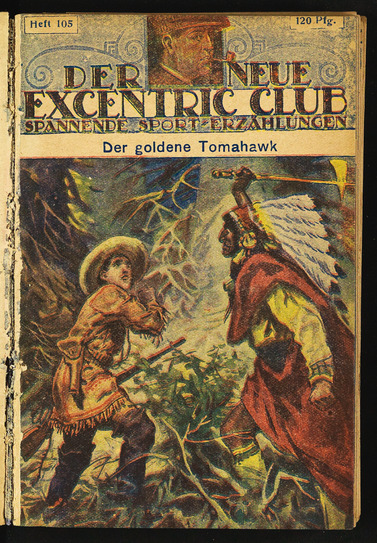 Heft 105
120 Pfg.
DER NEUE
EXCENTRIC CLUB
SPANNENDE SPORT-ERZÄHLUNGEN
Der goldene Tomahawk